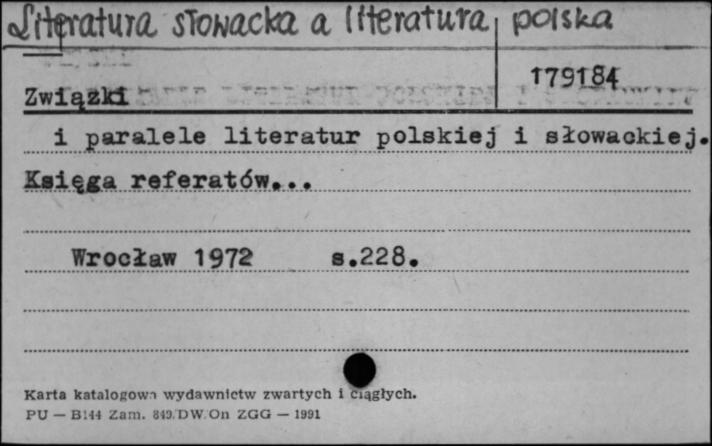 Literatura słowacka a literatura polska
179184
Związki
i paralele literatur polskiej i słowackiej.
Księga referatów...
Wrocław 1972 s.228.
Karta katalogowa wydawnictw zwartych i ciągłych.
PU — B144 Zam. 849/DW/On ZGG — 1991